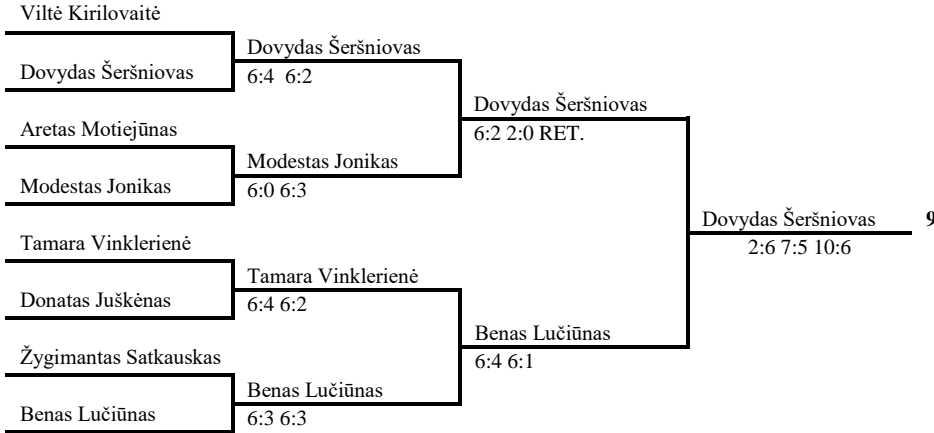 Viltė Kirilovaitė
Dovydas Šeršniovas
6:4 6:2
Dovydas Šeršniovas
Dovydas Šeršniovas
6:2 2:0 RET.
Aretas Motiejūnas
Modestas Jonikas
6:0 6:3
Modestas Jonikas
Dovydas Šeršniovas 9
2:6 7:5 10:6
Tamara Vinklerienė
Tamara Vinklerienė
6:4 6:2
Donatas Juškėnas
Benas Lučiūnas
6:4 6:1
Žygimantas Satkauskas
Benas Lučiūnas
6:3 6:3
Benas Lučiūnas